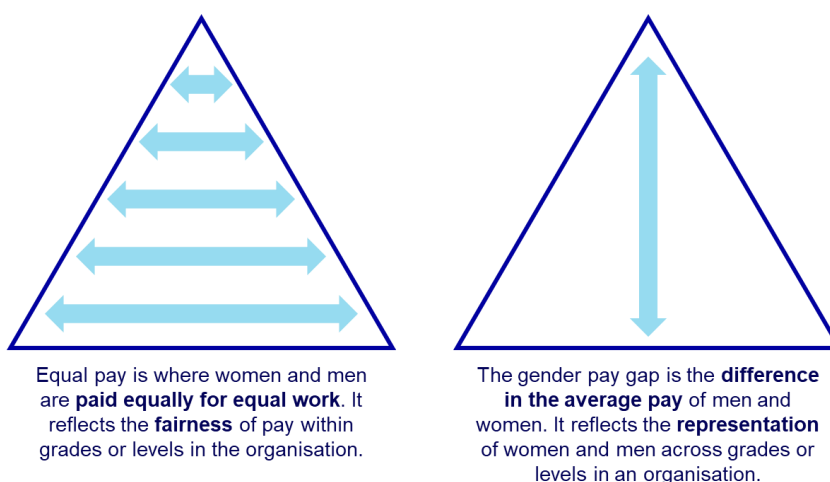 Equal pay is where women and men
are paid equally for equal work. It
reflects the fairness of pay within
grades or levels in the organisation.
The gender pay gap is the difference
in the average pay of men and
women. It reflects the representation
of women and men across grades or
levels in an organisation.